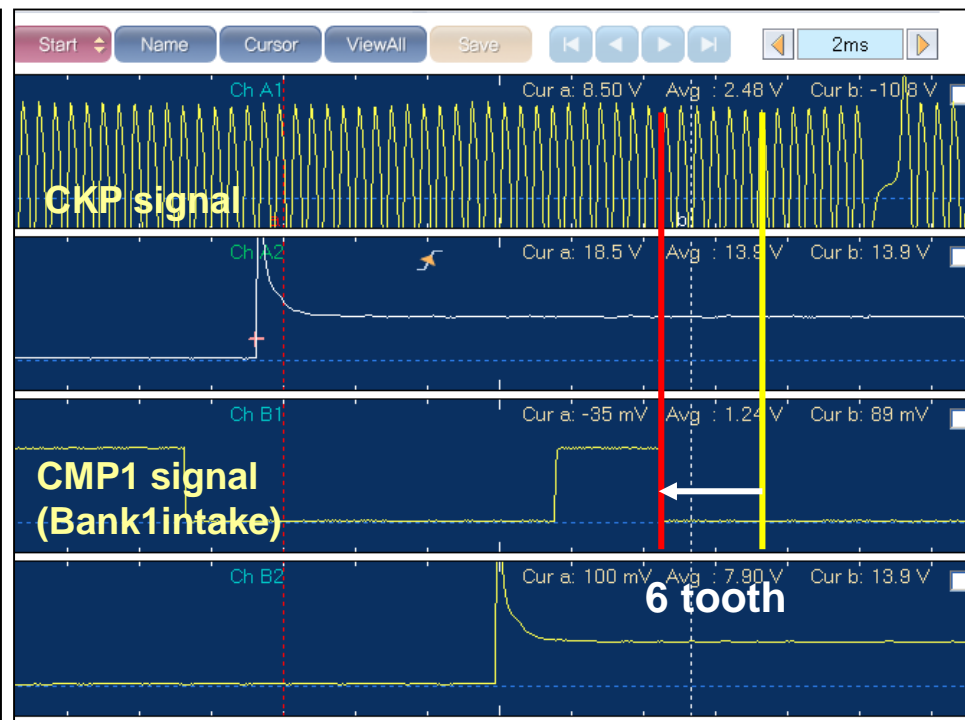 Start Name Cursor ViewAll Save 2ms
Ch A1 Cur a: 8.50 V Avg : 2.48 V Cur b: -10.8 V
CKP signal
a b
Ch A2 Cur a: 18.5 V Avg : 13.9 V Cur b: 13.9 V
Ch B1 Cur a: -35 mV Avg : 1.24 V Cur b: 89 mV
CMP1 signal
(Bank1intake)
Ch B2 Cur a: 100 mV Avg : 7.90 V Cur b: 13.9 V
6 tooth